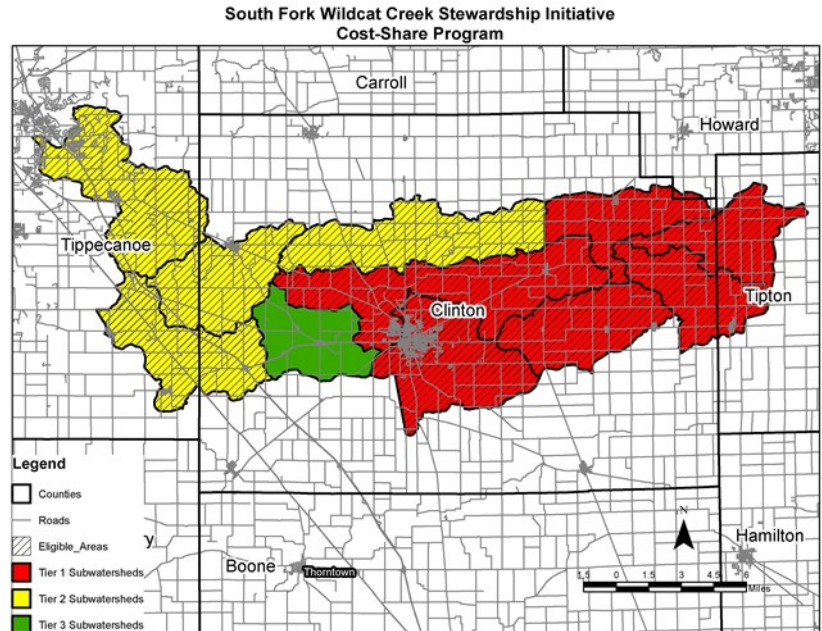 South Fork Wildcat Creek Stewardship Initiative
Cost-Share Program
Carroll
Howard
Tippecanoe
Clinton
Tipton
Legend
Counties
Roads
Eligible_Areas
y
Tier 1 Subwatersheds
Tier 2 Subwatersheds
Tier 3 Subwatersheds
Boone
Thorntown
Hamilton
N
1.5 0 1.5 3 4.5 6
Miles